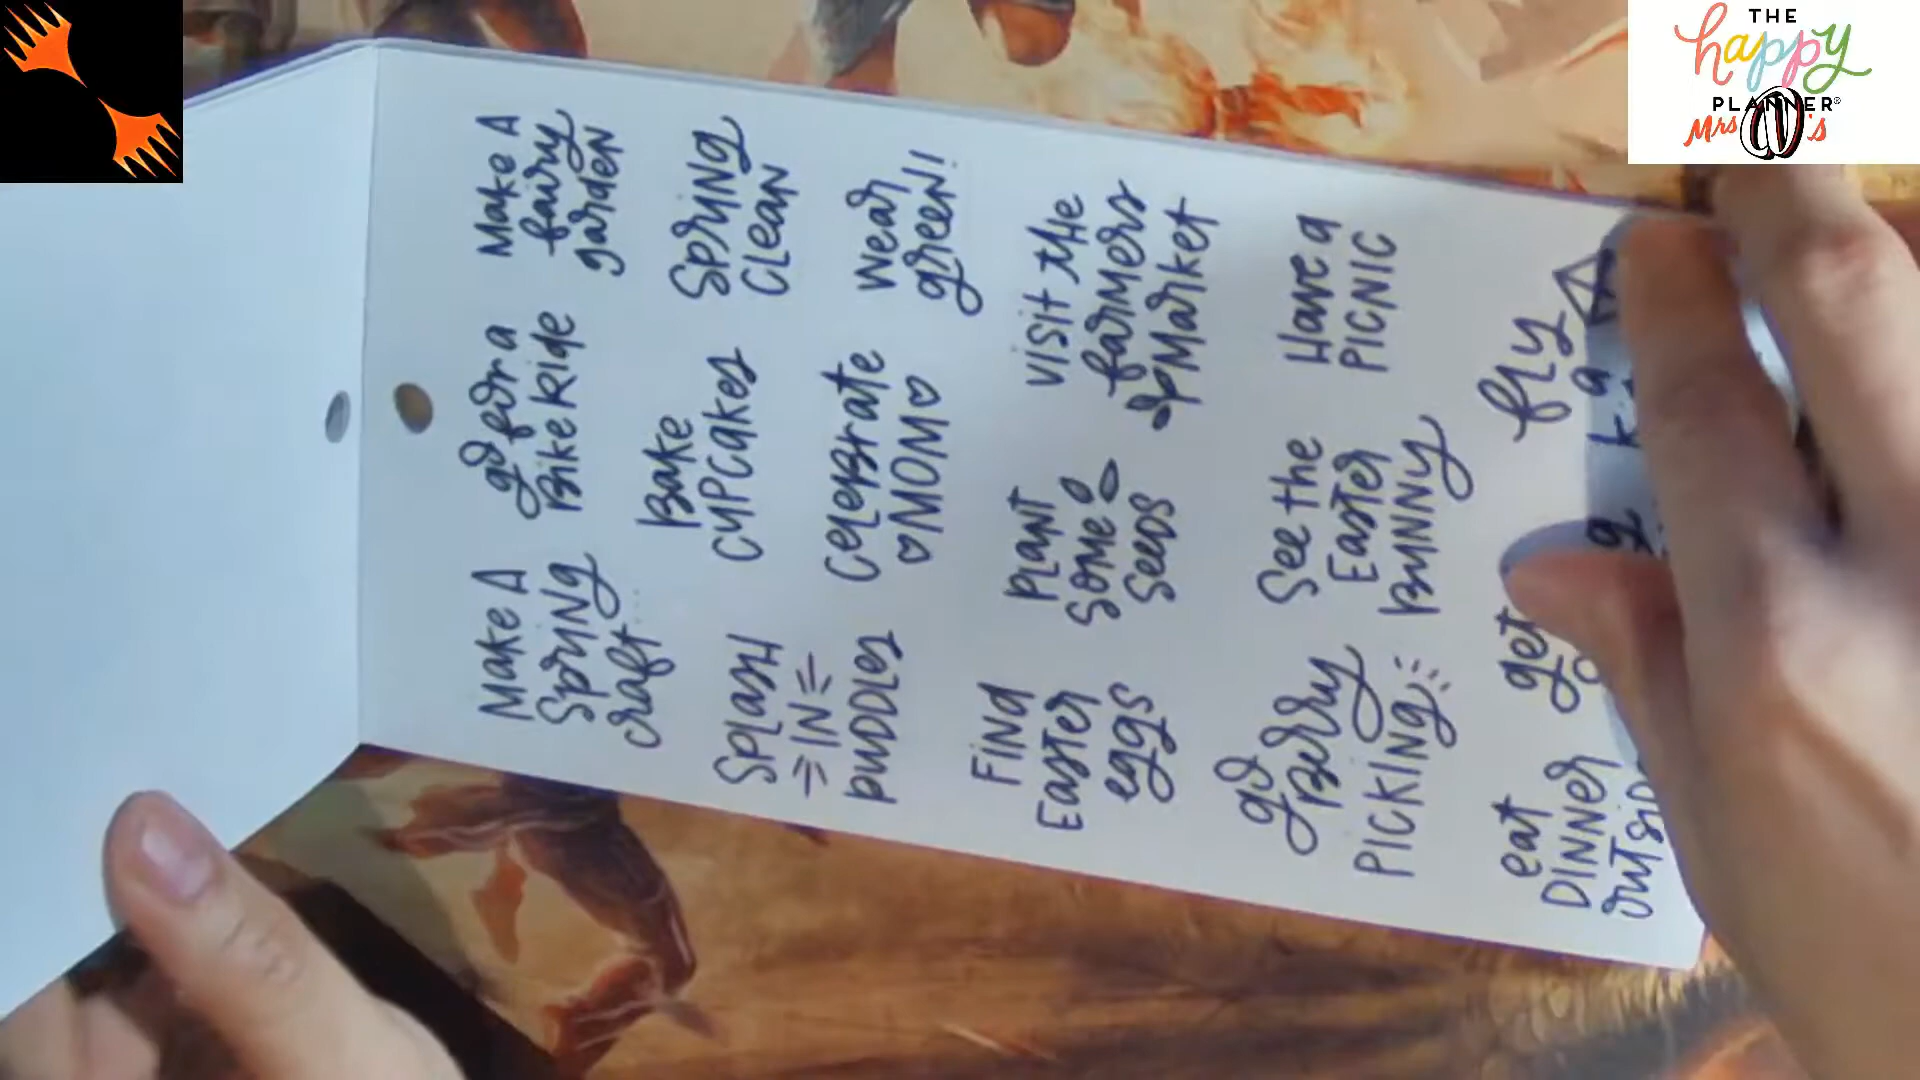 THE
happy
PLANNER®
Mrs
's
Make A
Spring
craft
go for a
Bike Ride
Make A
fairy
garden
Splash
IN
puddles
Bake
cupcakes
Spring
Clean
Celebrate
MOM
Wear
green!
Find
Easter
eggs
Plant
some
seeds
Visit the
farmers
Market
go
Berry
Picking
See the
Easter
Bunny
Have a
Picnic
eat
Dinner
get
fly
a